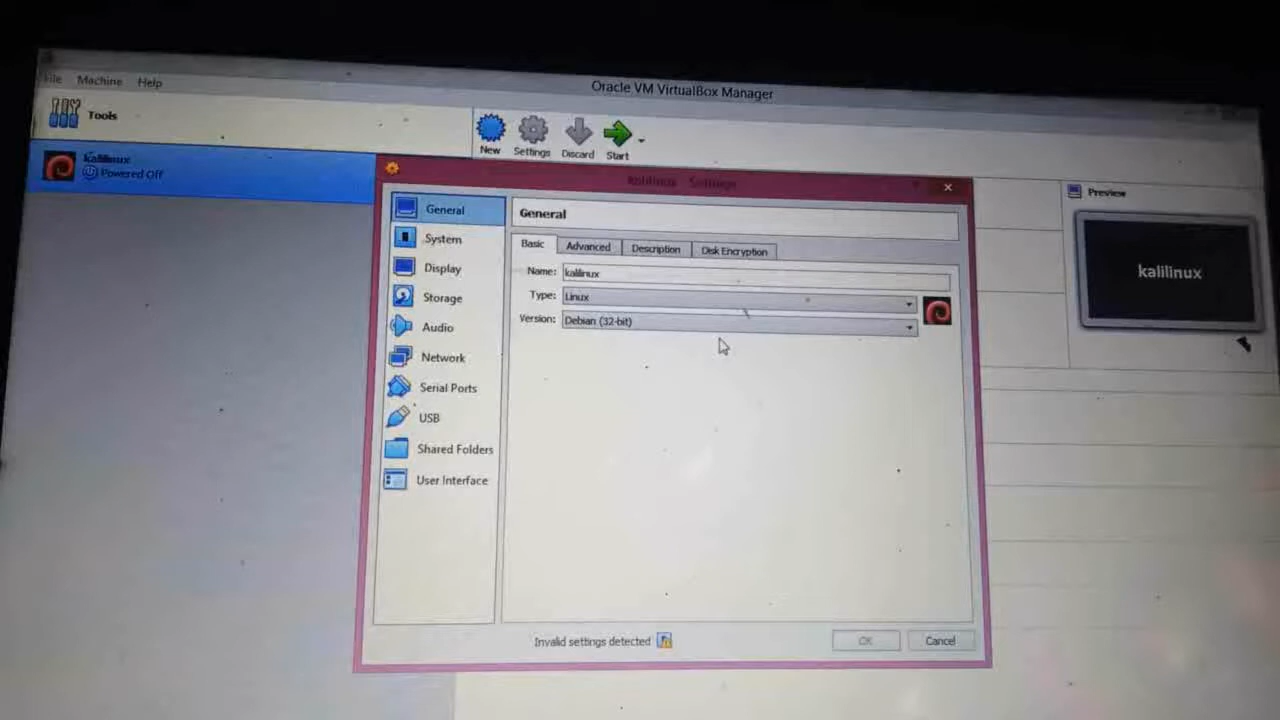 Oracle VM VirtualBox Manager
File Machine Help
Tools
New Settings Discard Start
kalilinux
Powered Off
kalilinux - Settings
General
System
Display
Storage
Audio
Network
Serial Ports
USB
Shared Folders
User Interface
General
Basic Advanced Description Disk Encryption
Name: kalilinux
Type: Linux
Version: Debian (32-bit)
Invalid settings detected
OK Cancel
Preview
kalilinux